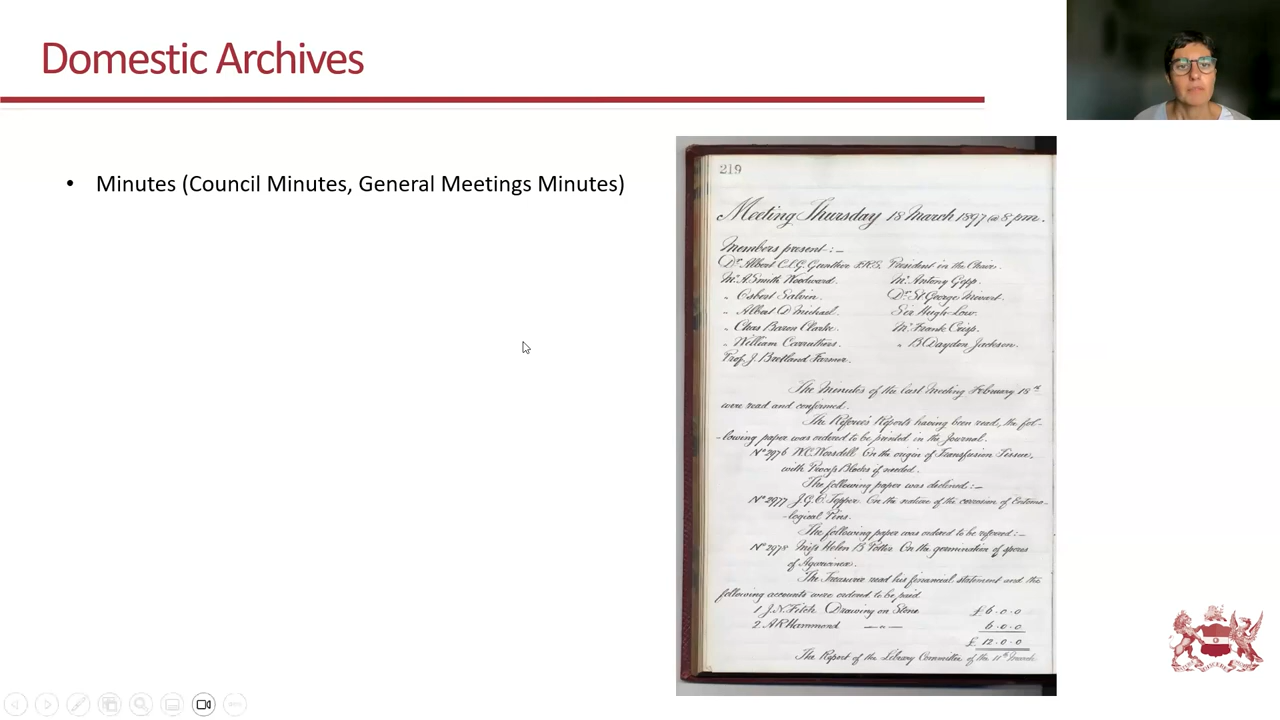 Domestic Archives
• Minutes (Council Minutes, General Meetings Minutes)
219
Meeting Thursday 18 March 1897 @ 8 pm.
Members present:—
Dr. Albert C.L.G. Gunther F.R.S. President in the Chair.
Mr. A. Smith Woodward. Mr. Antony Gepp.
" Osbert Salvin. Dr. St George Mivart.
" Albert D Michael. Sir Hugh Low.
" Chas Baron Clarke. Mr. Frank Crisp.
" William Carruthers. " B Daydon Jackson.
Prof. J. Bretland Farmer.
The Minutes of the last Meeting February 18th
were read and confirmed.
The Referee's Reports having been read, the fol-
-lowing paper was ordered to be printed in the Journal.
No 2976 W.C. Worsdell. On the origin of Transfusion Tissue,
with Process Blocks if needed.
The following paper was declined:—
No 2977 J.G.O. Tepper. On the nature of the corrosion of Entomo-
-logical Pins.
The following paper was ordered to be referred:—
No 2978 Miss Helen B Potter. On the germination of spores
of Agaricineæ.
The Treasurer read his financial statement and the
following accounts were ordered to be paid.
1 J.N. Fitch Drawing on Stone £6.0.0
2 A R Hammond —"— 6.0.0
£ 12.0.0
The Report of the Library Committee of the 11th March